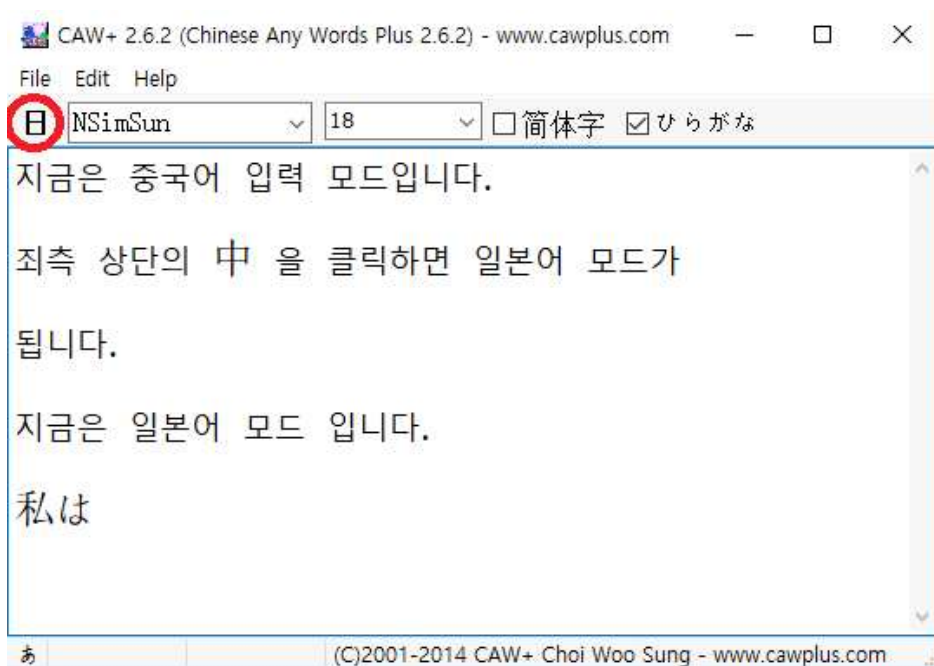 CAW+ 2.6.2 (Chinese Any Words Plus 2.6.2) - www.cawplus.com
File Edit Help
日 NSimSun 18 简体字 ひらがな
지금은 중국어 입력 모드입니다.
죄측 상단의 中 을 클릭하면 일본어 모드가
됩니다.
지금은 일본어 모드 입니다.
私は
あ (C)2001-2014 CAW+ Choi Woo Sung - www.cawplus.com